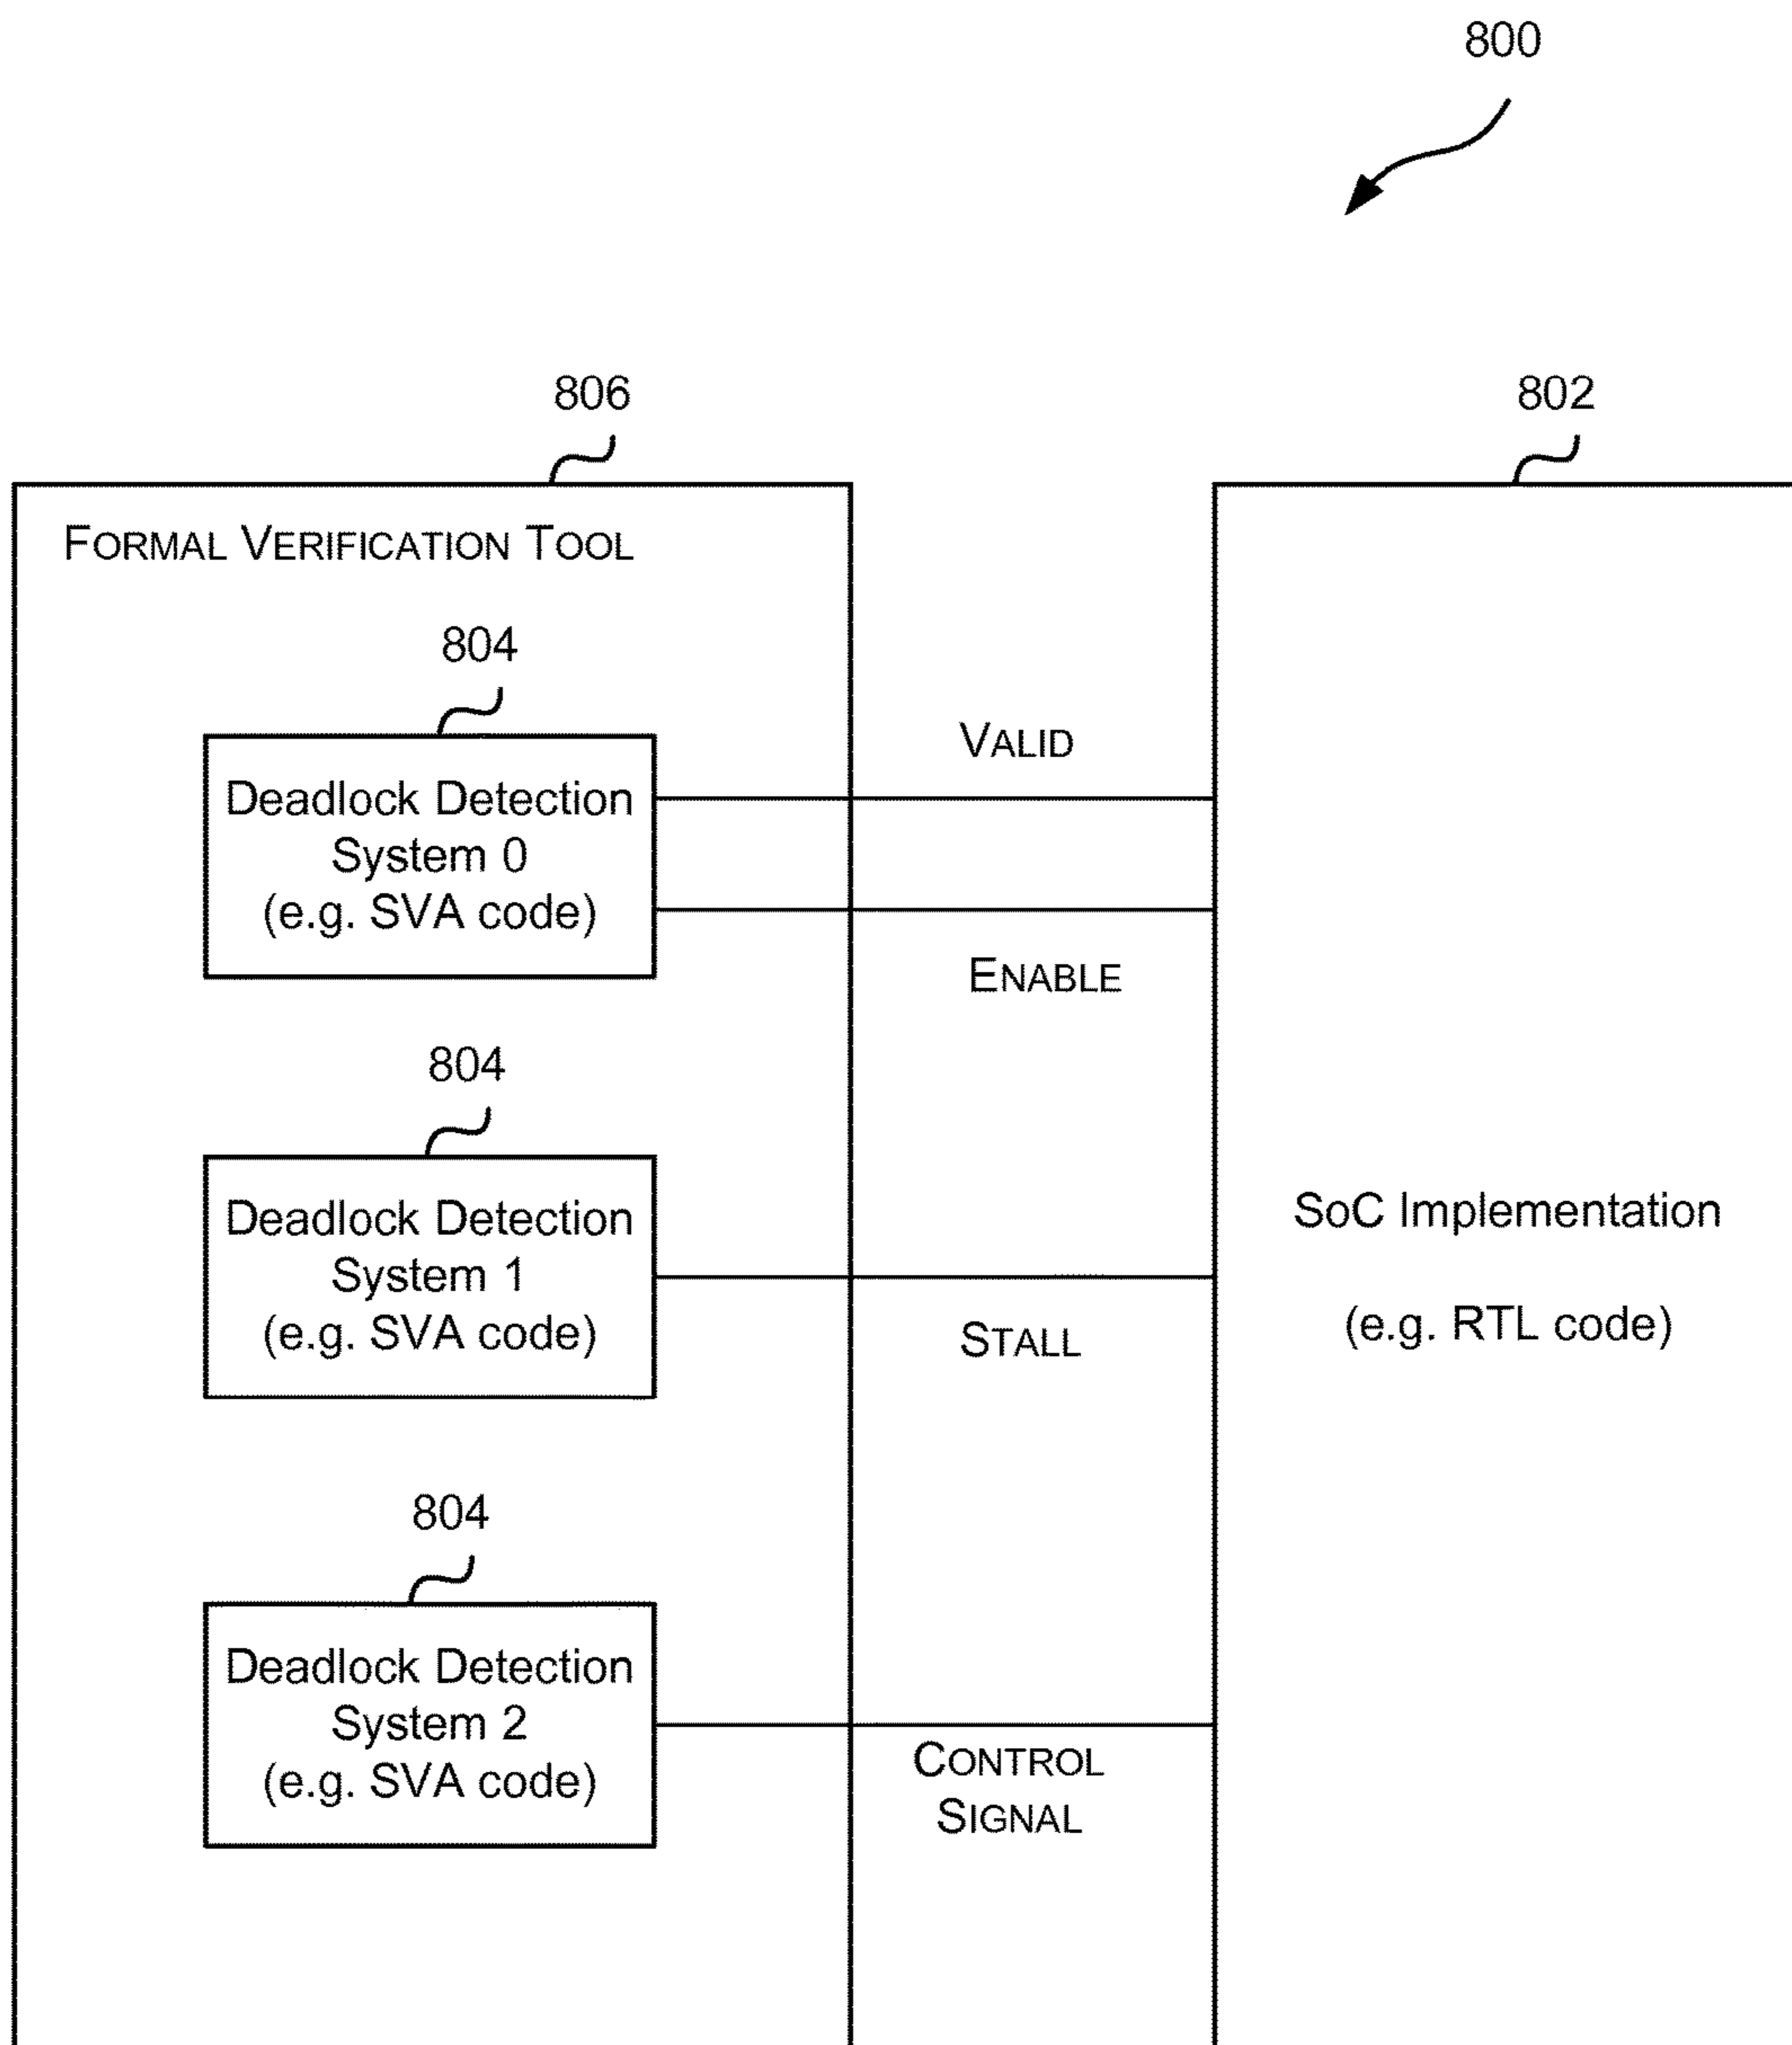 800
806
802
FORMAL VERIFICATION TOOL
804
Deadlock Detection
System 0
(e.g. SVA code)
VALID
ENABLE
804
Deadlock Detection
System 1
(e.g. SVA code)
STALL
SoC Implementation
(e.g. RTL code)
804
Deadlock Detection
System 2
(e.g. SVA code)
CONTROL
SIGNAL